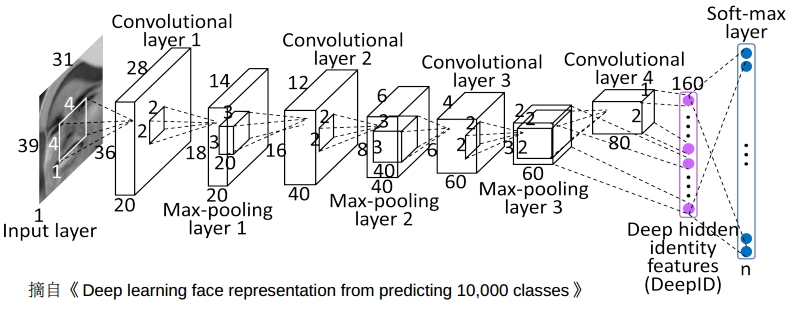 Soft-max
layer
Convolutional
layer 1
Convolutional
layer 2
Convolutional
layer 3
Convolutional
layer 4
31
39
1
4
4
1
28
36
20
2
2
14
18
20
3
3
20
12
16
40
2
2
6
8
40
3
3
40
4
6
60
2
2
2
3
60
2
2
1
2
80
160
n
Input layer
Max-pooling
layer 1
Max-pooling
layer 2
Max-pooling
layer 3
Deep hidden
identity
features
(DeepID)
摘自《 Deep learning face representation from predicting 10,000 classes 》